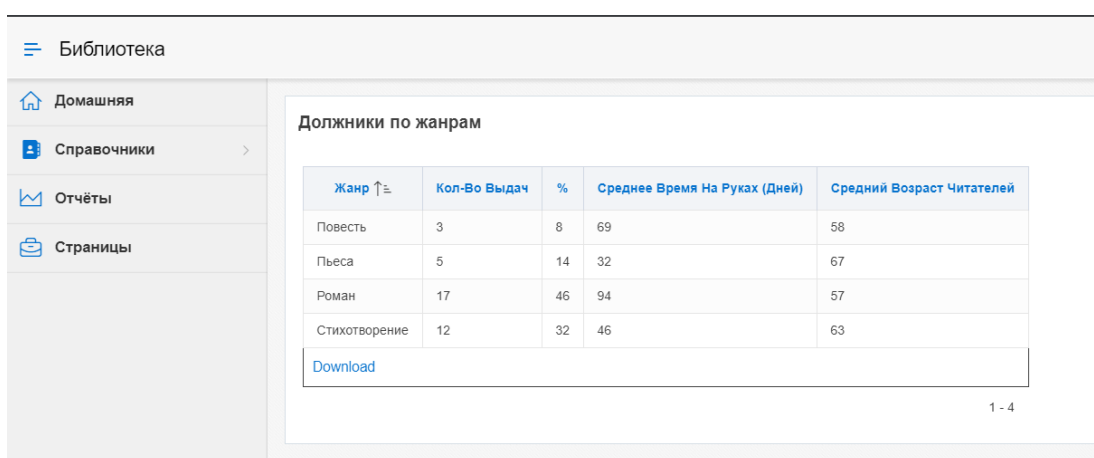 Библиотека
Домашняя
Справочники
Отчёты
Страницы
Должники по жанрам
Жанр Кол-Во Выдач % Среднее Время На Руках (Дней) Средний Возраст Читателей
Повесть 3 8 69 58
Пьеса 5 14 32 67
Роман 17 46 94 57
Стихотворение 12 32 46 63
Download
1 - 4